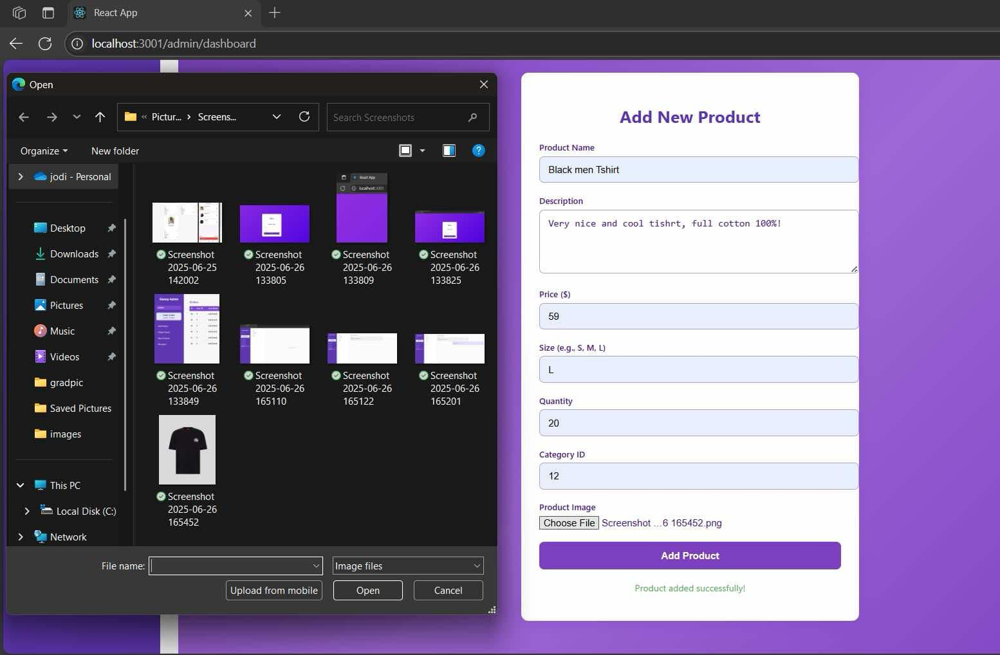 React App
localhost:3001/admin/dashboard
Open
« Pictur... › Screens...
Search Screenshots
Organize
New folder
jodi - Personal
Desktop
Downloads
Documents
Pictures
Music
Videos
gradpic
Saved Pictures
images
This PC
Local Disk (C:)
Network
React App
localhost:3001
Screenshot
2025-06-25
142002
Screenshot
2025-06-26
133805
Screenshot
2025-06-26
133809
Screenshot
2025-06-26
133825
Screenshot
2025-06-26
133849
Screenshot
2025-06-26
165110
Screenshot
2025-06-26
165122
Screenshot
2025-06-26
165201
Screenshot
2025-06-26
165452
File name:
Image files
Upload from mobile
Open
Cancel
Add New Product
Product Name
Black men Tshirt
Description
Very nice and cool tishrt, full cotton 100%!
Price ($)
59
Size (e.g., S, M, L)
L
Quantity
20
Category ID
12
Product Image
Choose File Screenshot ...6 165452.png
Add Product
Product added successfully!